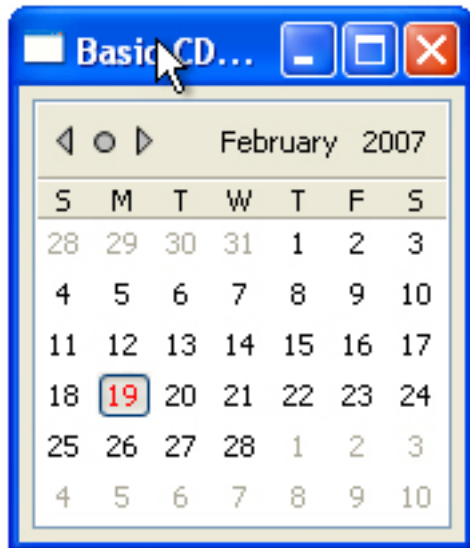 Basic CD...
February 2007
S M T W T F S
28 29 30 31 1 2 3
4 5 6 7 8 9 10
11 12 13 14 15 16 17
18 19 20 21 22 23 24
25 26 27 28 1 2 3
4 5 6 7 8 9 10